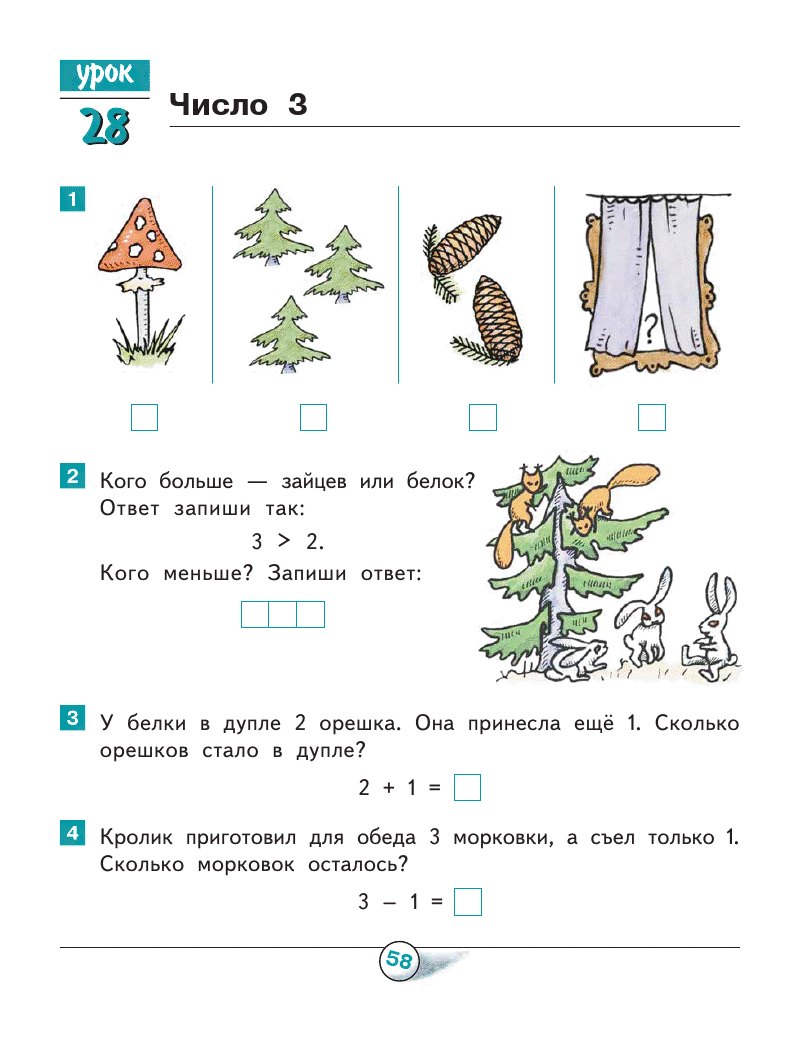 урок
28
Число 3
1
?
2
Кого больше — зайцев или белок?
Ответ запиши так:
3 > 2.
Кого меньше? Запиши ответ:
3
У белки в дупле 2 орешка. Она принесла ещё 1. Сколько
орешков стало в дупле?
2 + 1 =
4
Кролик приготовил для обеда 3 морковки, а съел только 1.
Сколько морковок осталось?
3 – 1 =
58